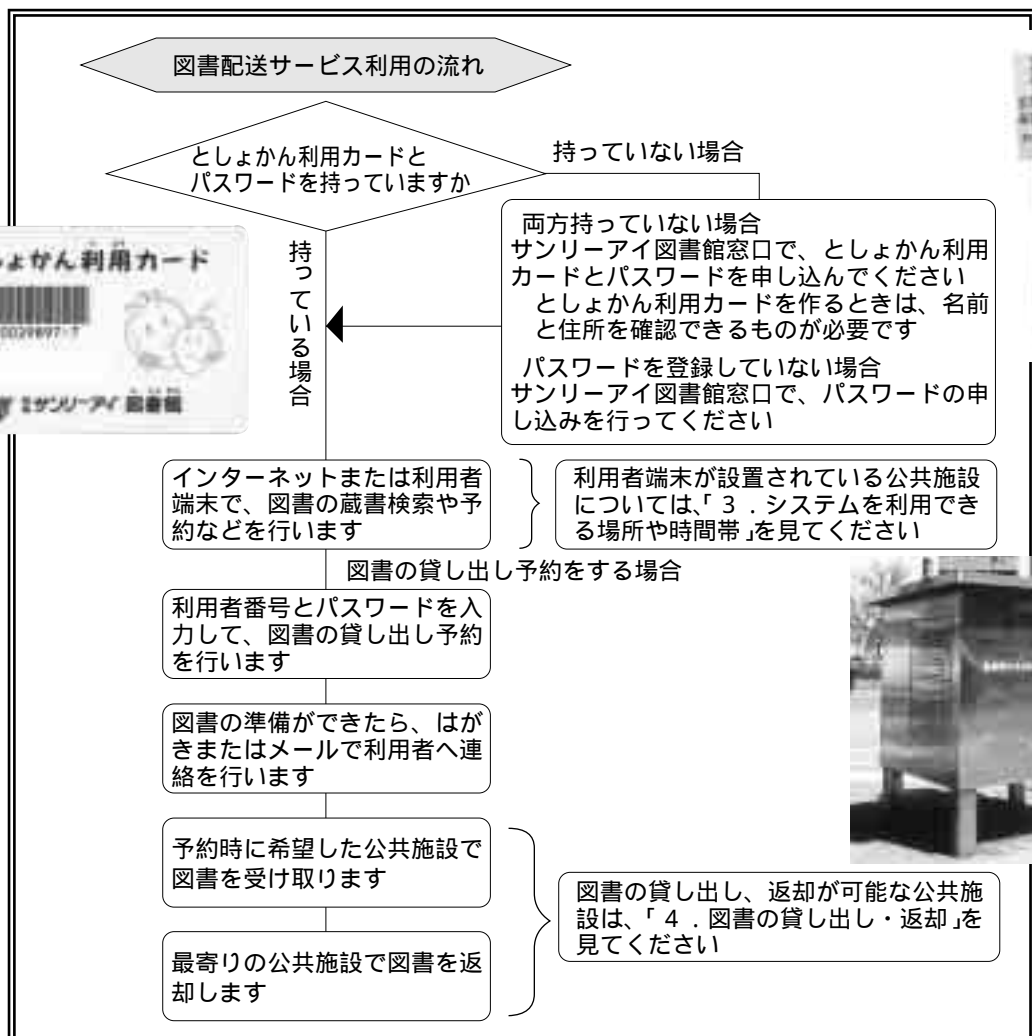 図書配送サービス利用の流れ
としょかん利用カードと
パスワードを持っていますか
持っていない場合
持っている場合
両方持っていない場合
サンリーアイ図書館窓口で、としょかん利用
カードとパスワードを申し込んでください
としょかん利用カードを作るときは、名前
と住所を確認できるものが必要です
パスワードを登録していない場合
サンリーアイ図書館窓口で、パスワードの申
し込みを行ってください
ょかん利用カード
サンリーアイ 図書館
インターネットまたは利用者
端末で、図書の蔵書検索や予
約などを行います
利用者端末が設置されている公共施設
については、「3．システムを利用でき
る場所や時間帯」を見てください
図書の貸し出し予約をする場合
利用者番号とパスワードを入
力して、図書の貸し出し予約
を行います
図書の準備ができたら、はが
きまたはメールで利用者へ連
絡を行います
予約時に希望した公共施設で
図書を受け取ります
図書の貸し出し、返却が可能な公共施
設は、「4．図書の貸し出し・返却」を
見てください
最寄りの公共施設で図書を返
却します